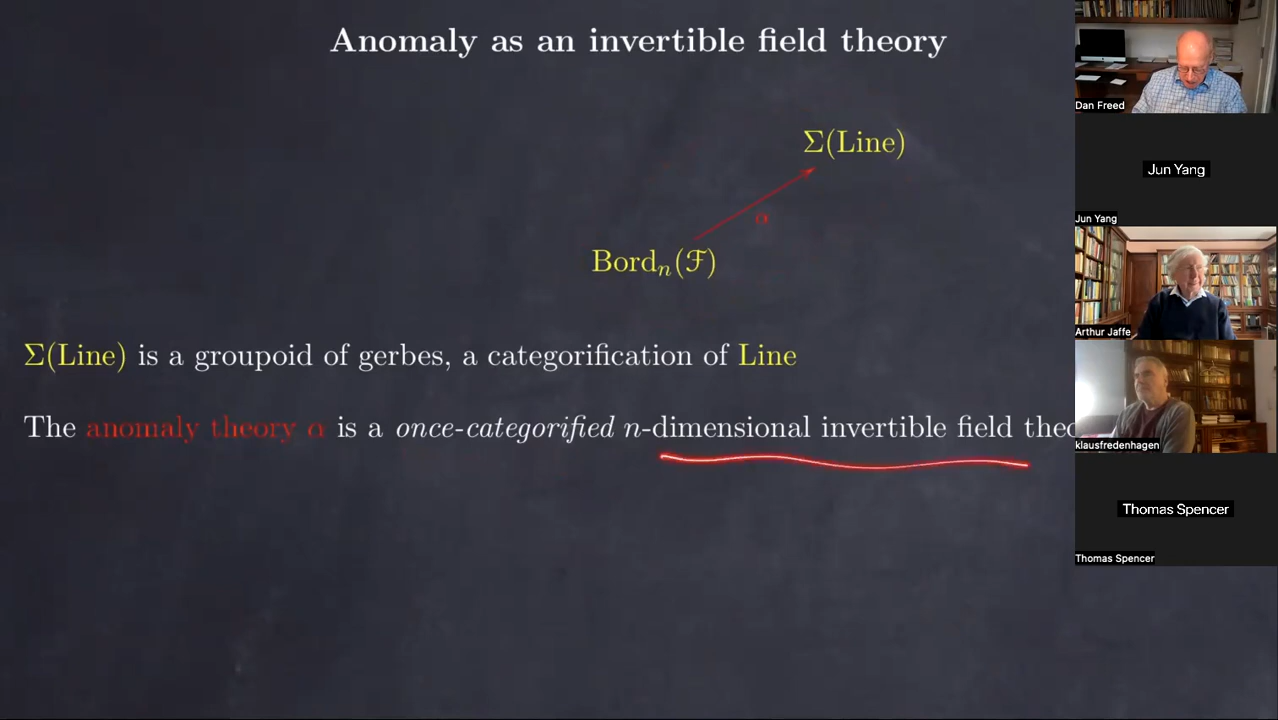 Anomaly as an invertible field theory
Σ(Line)
α
Bordₙ(ℱ)
Σ(Line) is a groupoid of gerbes, a categorification of Line
The anomaly theory α is a once-categorified n-dimensional invertible field theo
Dan Freed
Jun Yang
Jun Yang
Arthur Jaffe
klausfredenhagen
Thomas Spencer
Thomas Spencer